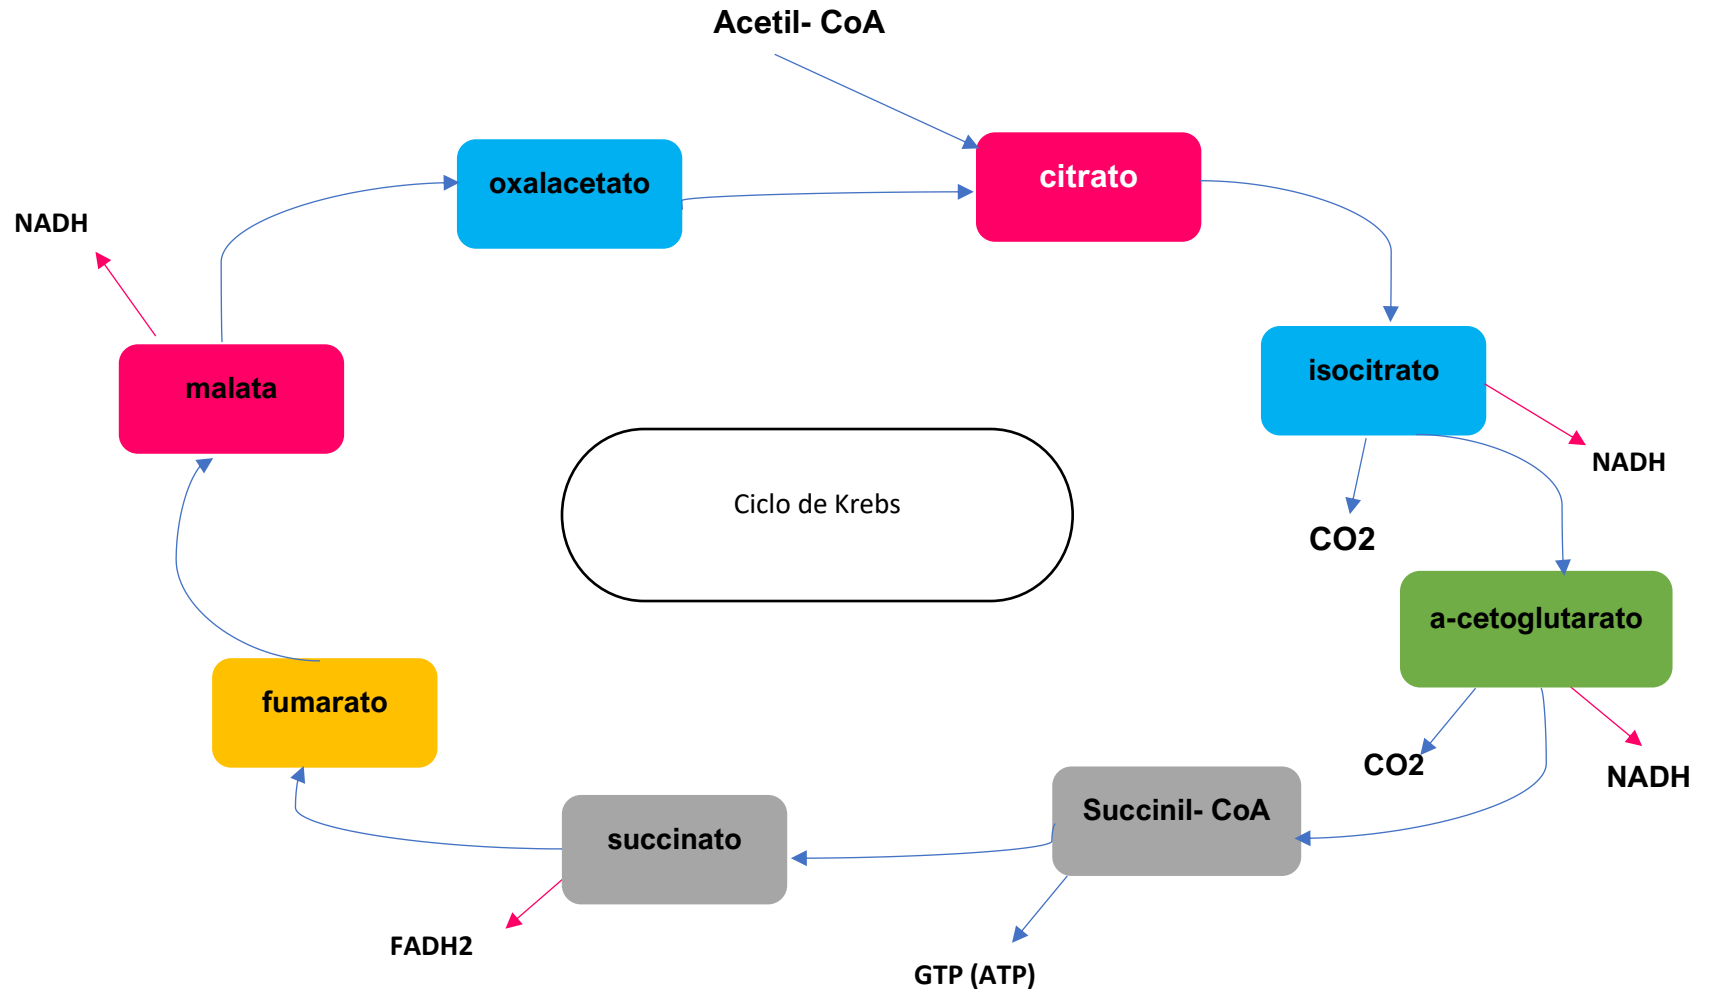 Acetil- CoA
oxalacetato
citrato
NADH
isocitrato
malata
NADH
Ciclo de Krebs
CO2
a-cetoglutarato
fumarato
CO2
NADH
Succinil- CoA
succinato
FADH2
GTP (ATP)